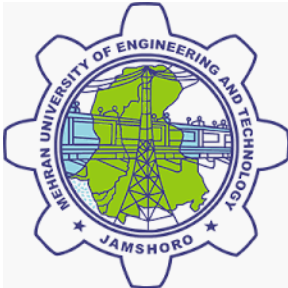 MEHRAN UNIVERSITY OF ENGINEERING AND TECHNOLOGY
JAMSHORO